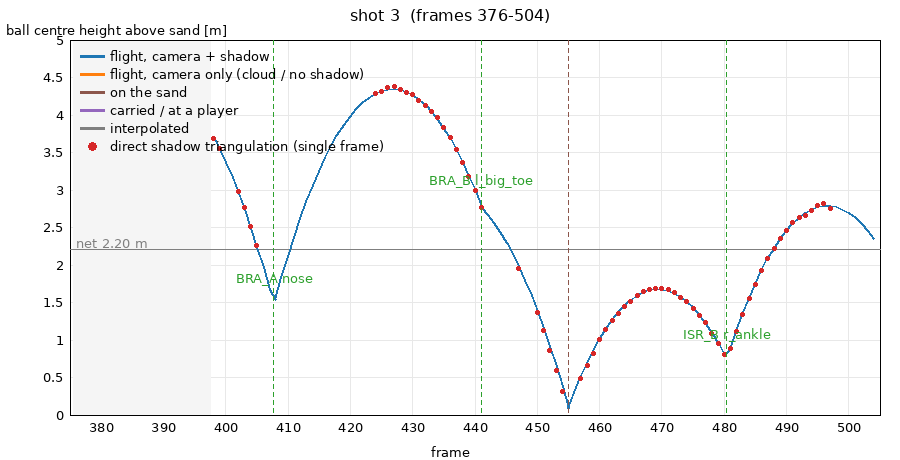 shot 3  (frames 376-504)
ball centre height above sand [m]
5
4.5
4
3.5
3
2.5
2
1.5
1
0.5
0
flight, camera + shadow
flight, camera only (cloud / no shadow)
on the sand
carried / at a player
interpolated
direct shadow triangulation (single frame)
BRA_B l_big_toe
net 2.20 m
BRA_A nose
ISR_B r_ankle
380 390 400 410 420 430 440 450 460 470 480 490 500
frame